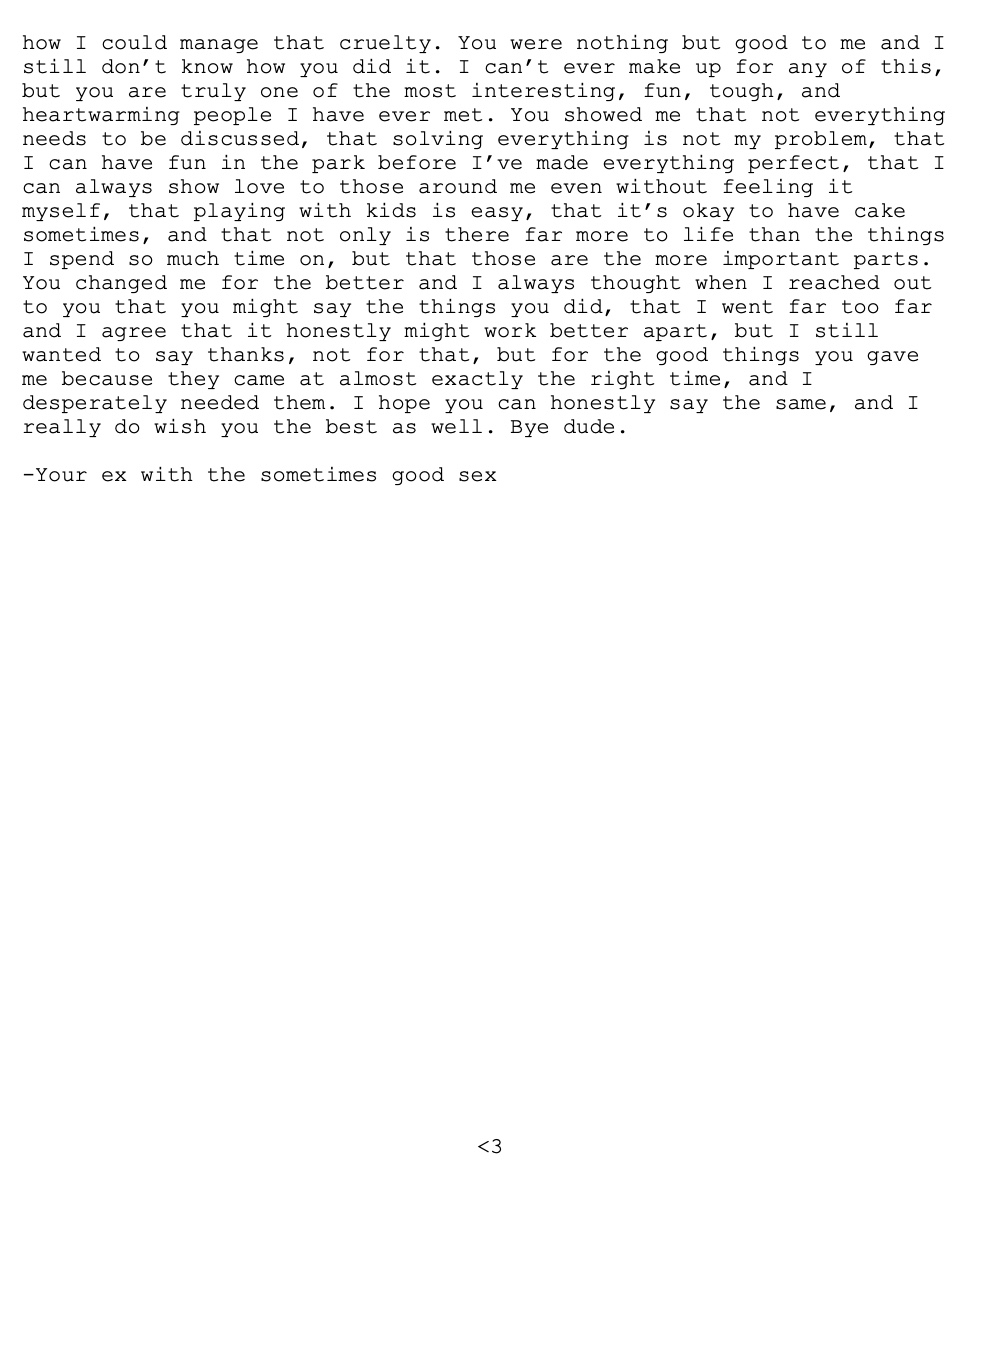 how I could manage that cruelty. You were nothing but good to me and I
still don’t know how you did it. I can’t ever make up for any of this,
but you are truly one of the most interesting, fun, tough, and
heartwarming people I have ever met. You showed me that not everything
needs to be discussed, that solving everything is not my problem, that
I can have fun in the park before I’ve made everything perfect, that I
can always show love to those around me even without feeling it
myself, that playing with kids is easy, that it’s okay to have cake
sometimes, and that not only is there far more to life than the things
I spend so much time on, but that those are the more important parts.
You changed me for the better and I always thought when I reached out
to you that you might say the things you did, that I went far too far
and I agree that it honestly might work better apart, but I still
wanted to say thanks, not for that, but for the good things you gave
me because they came at almost exactly the right time, and I
desperately needed them. I hope you can honestly say the same, and I
really do wish you the best as well. Bye dude.
-Your ex with the sometimes good sex
<3